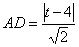 AD = |t-4| / √2